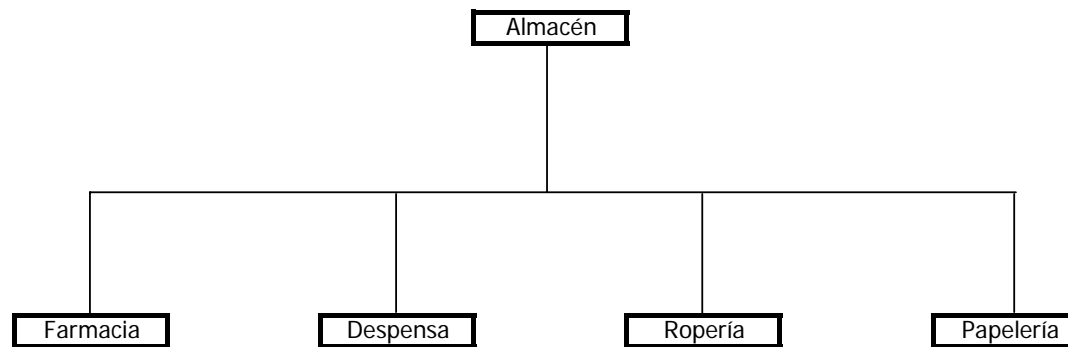 Almacén
Farmacia
Despensa
Ropería
Papelería